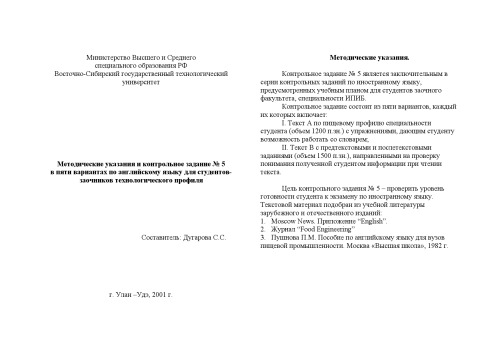 Министерство Высшего и Среднего
специального образования РФ
Восточно-Сибирский государственный технологический
университет
Методические указания и контрольное задание № 5
в пяти вариантах по английскому языку для студентов-
заочников технологического профиля
Составитель: Дугарова С.С.
г. Улан –Удэ, 2001 г.
Методические указания.
Контрольное задание № 5 является заключительным в
серии контрольных заданий по иностранному языку,
предусмотренных учебным планом для студентов заочного
факультета, специальности ИПИБ.
Контрольное задание состоит из пяти вариантов, каждый
их которых включает:
I. Текст А по пищевому профилю специальности
студента (объем 1200 п.зн.) с упражнениями, дающим студенту
возможность работать со словарем;
II. Текст В с предтекстовыми и послетекстовыми
заданиями (объем 1500 п.зн.), направленными на проверку
понимания полученной студентом информации при чтении
текста.
Цель контрольного задания № 5 – проверить уровень
готовности студента к экзамену по иностранному языку.
Текстовой материал подобран из учебной литературы
зарубежного и отечественного изданий:
1. Moscow News. Приложение “English”.
2. Журнал “Food Engineering”
3. Пушнова П.М. Пособие по английскому языку для вузов
пищевой промышленности. Москва «Высшая школа», 1982 г.